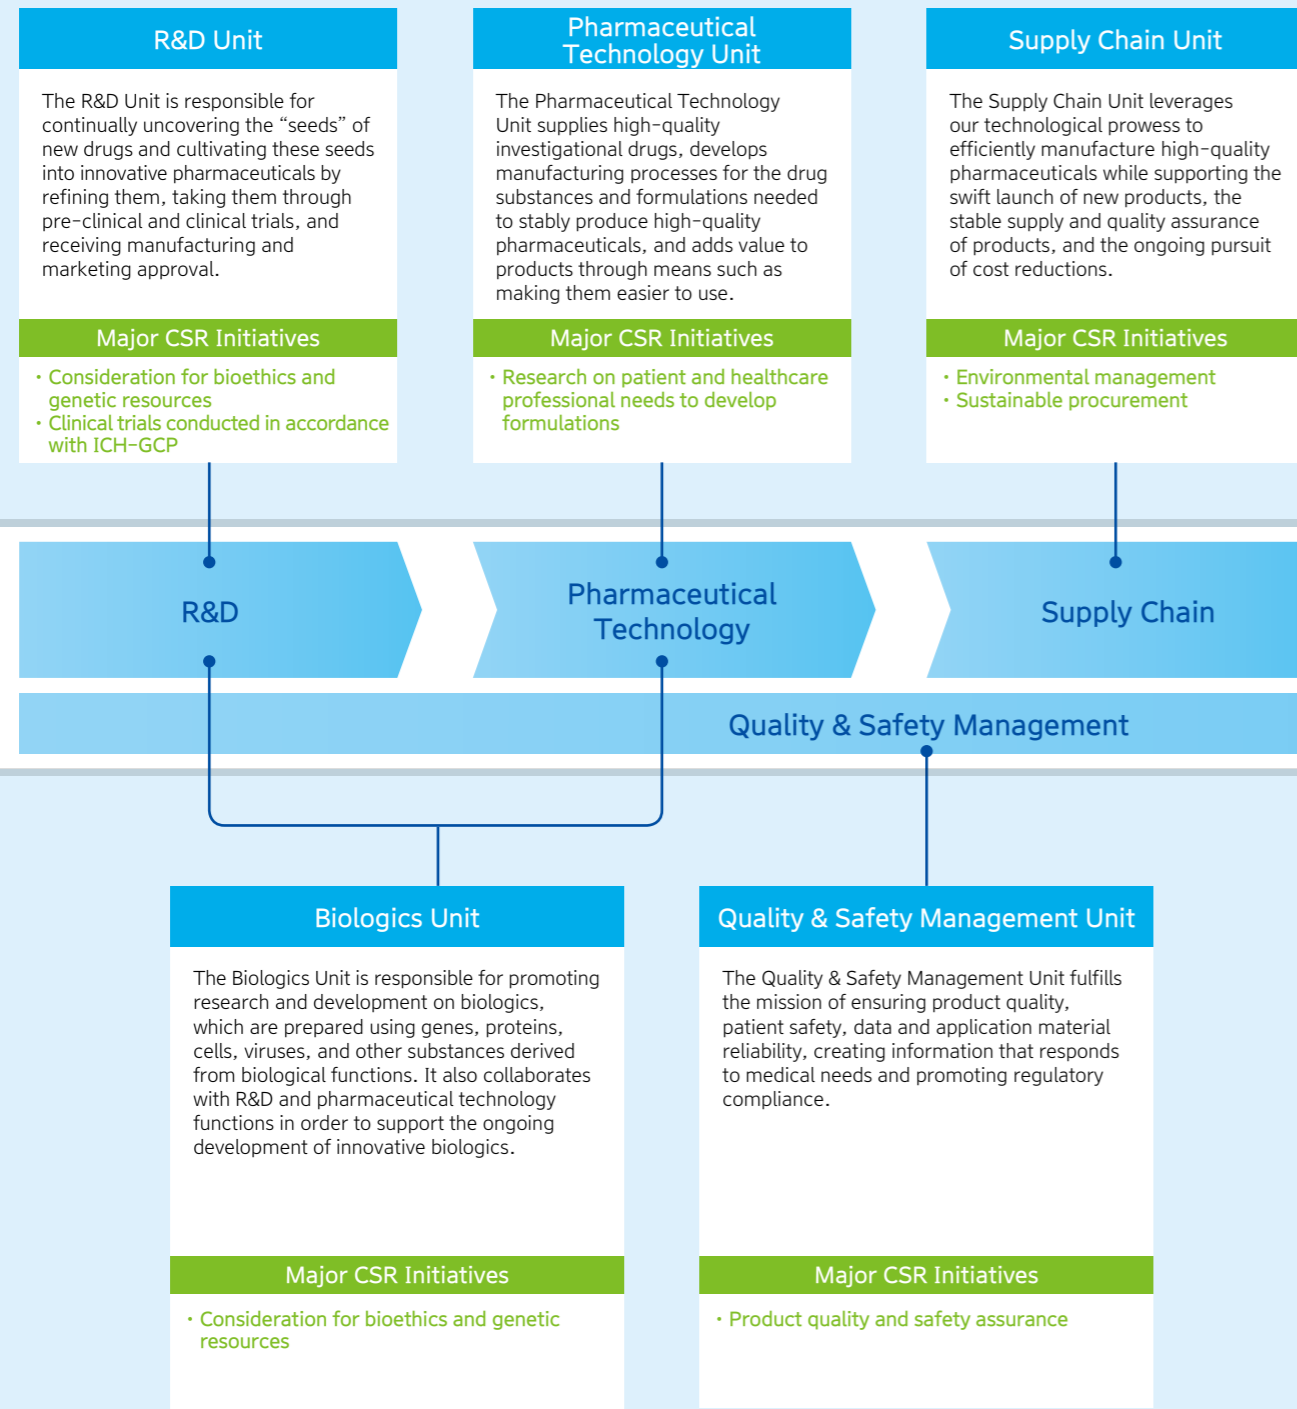 R&D Unit
The R&D Unit is responsible for
continually uncovering the “seeds” of
new drugs and cultivating these seeds
into innovative pharmaceuticals by
refining them, taking them through
pre-clinical and clinical trials, and
receiving manufacturing and
marketing approval.
Major CSR Initiatives
・Consideration for bioethics and
genetic resources
・Clinical trials conducted in accordance
with ICH-GCP
Pharmaceutical
Technology Unit
The Pharmaceutical Technology
Unit supplies high-quality
investigational drugs, develops
manufacturing processes for the drug
substances and formulations needed
to stably produce high-quality
pharmaceuticals, and adds value to
products through means such as
making them easier to use.
Major CSR Initiatives
・Research on patient and healthcare
professional needs to develop
formulations
Supply Chain Unit
The Supply Chain Unit leverages
our technological prowess to
efficiently manufacture high-quality
pharmaceuticals while supporting the
swift launch of new products, the
stable supply and quality assurance
of products, and the ongoing pursuit
of cost reductions.
Major CSR Initiatives
・Environmental management
・Sustainable procurement
R&D
Pharmaceutical
Technology
Supply Chain
Quality & Safety Management
Biologics Unit
The Biologics Unit is responsible for promoting
research and development on biologics,
which are prepared using genes, proteins,
cells, viruses, and other substances derived
from biological functions. It also collaborates
with R&D and pharmaceutical technology
functions in order to support the ongoing
development of innovative biologics.
Major CSR Initiatives
・Consideration for bioethics and genetic
resources
Quality & Safety Management Unit
The Quality & Safety Management Unit fulfills
the mission of ensuring product quality,
patient safety, data and application material
reliability, creating information that responds
to medical needs and promoting regulatory
compliance.
Major CSR Initiatives
・Product quality and safety assurance